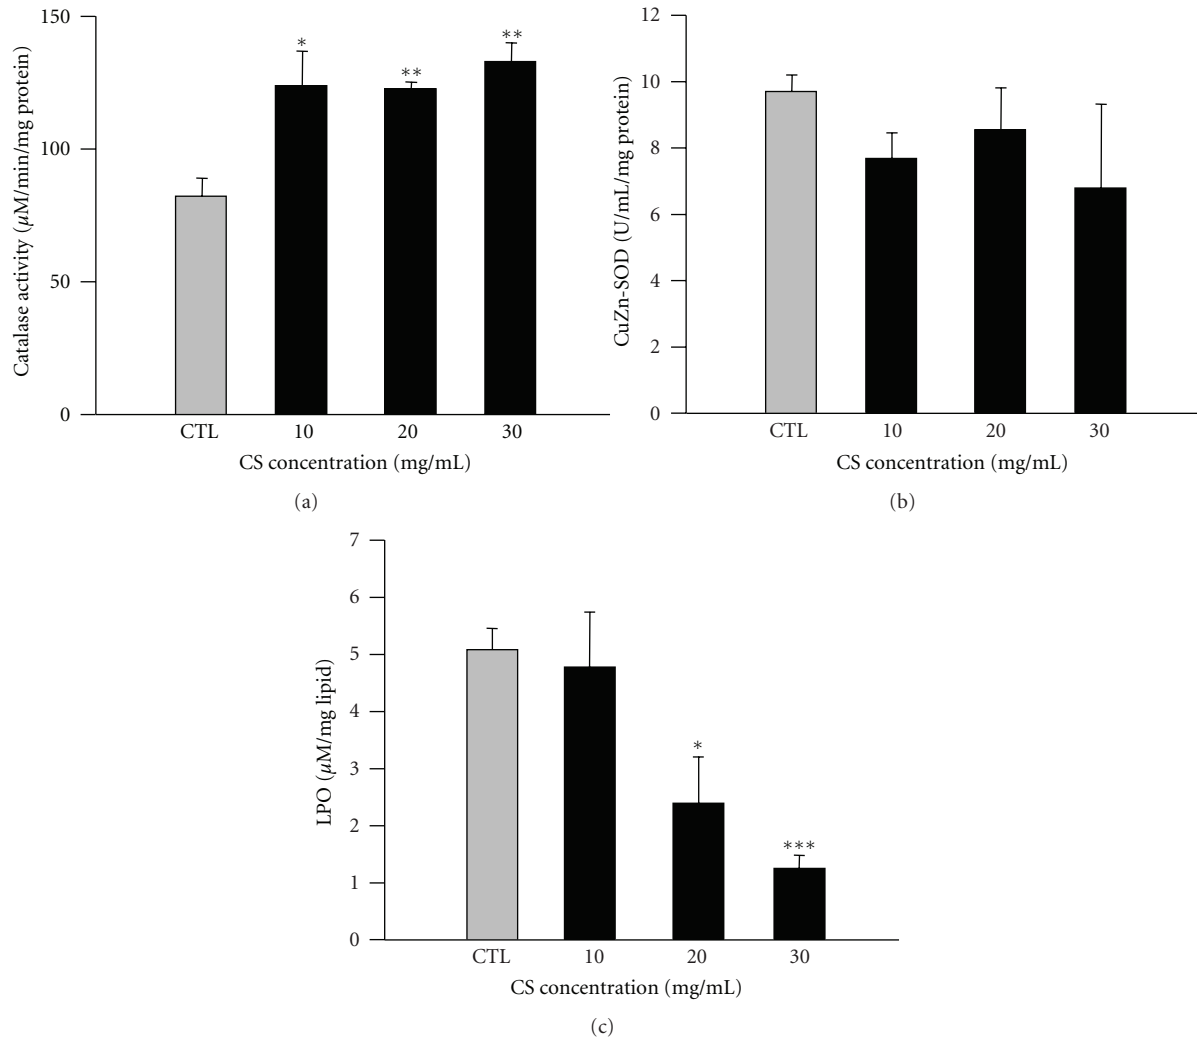 Catalase activity (µM/min/mg protein)
150
100
50
0
*
**
**
CTL 10 20 30
CS concentration (mg/mL)
(a)
CuZn-SOD (U/mL/mg protein)
12
10
8
6
4
2
0
CTL 10 20 30
CS concentration (mg/mL)
(b)
LPO (µM/mg lipid)
7
6
5
4
3
2
1
0
*
***
CTL 10 20 30
CS concentration (mg/mL)
(c)